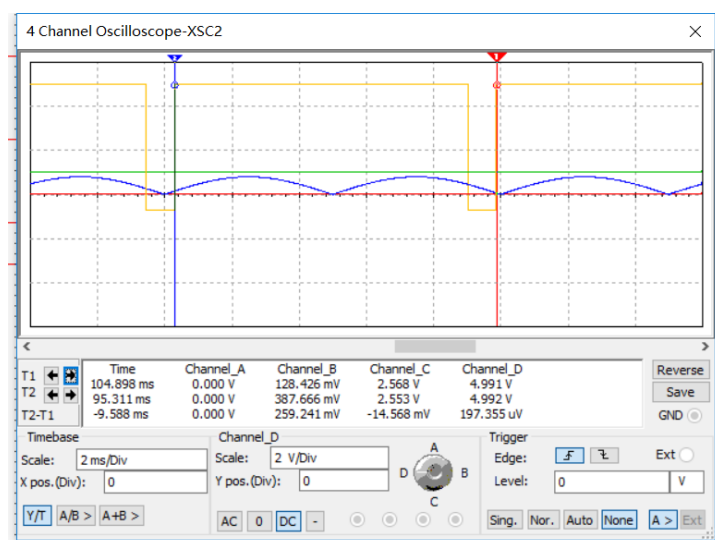 4 Channel Oscilloscope-XSC2
2 1
Time Channel_A Channel_B Channel_C Channel_D
T1 104.898 ms 0.000 V 128.426 mV 2.568 V 4.991 V
T2 95.311 ms 0.000 V 387.666 mV 2.553 V 4.992 V
T2-T1 -9.588 ms 0.000 V 259.241 mV -14.568 mV 197.355 uV
Reverse
Save
GND
Timebase
Scale: 2 ms/Div
X pos.(Div): 0
Y/T A/B > A+B >
Channel_D
Scale: 2 V/Div
Y pos.(Div): 0
AC 0 DC -
A
D B
C
Trigger
Edge: Ext
Level: 0 V
Sing. Nor. Auto None A > Ext